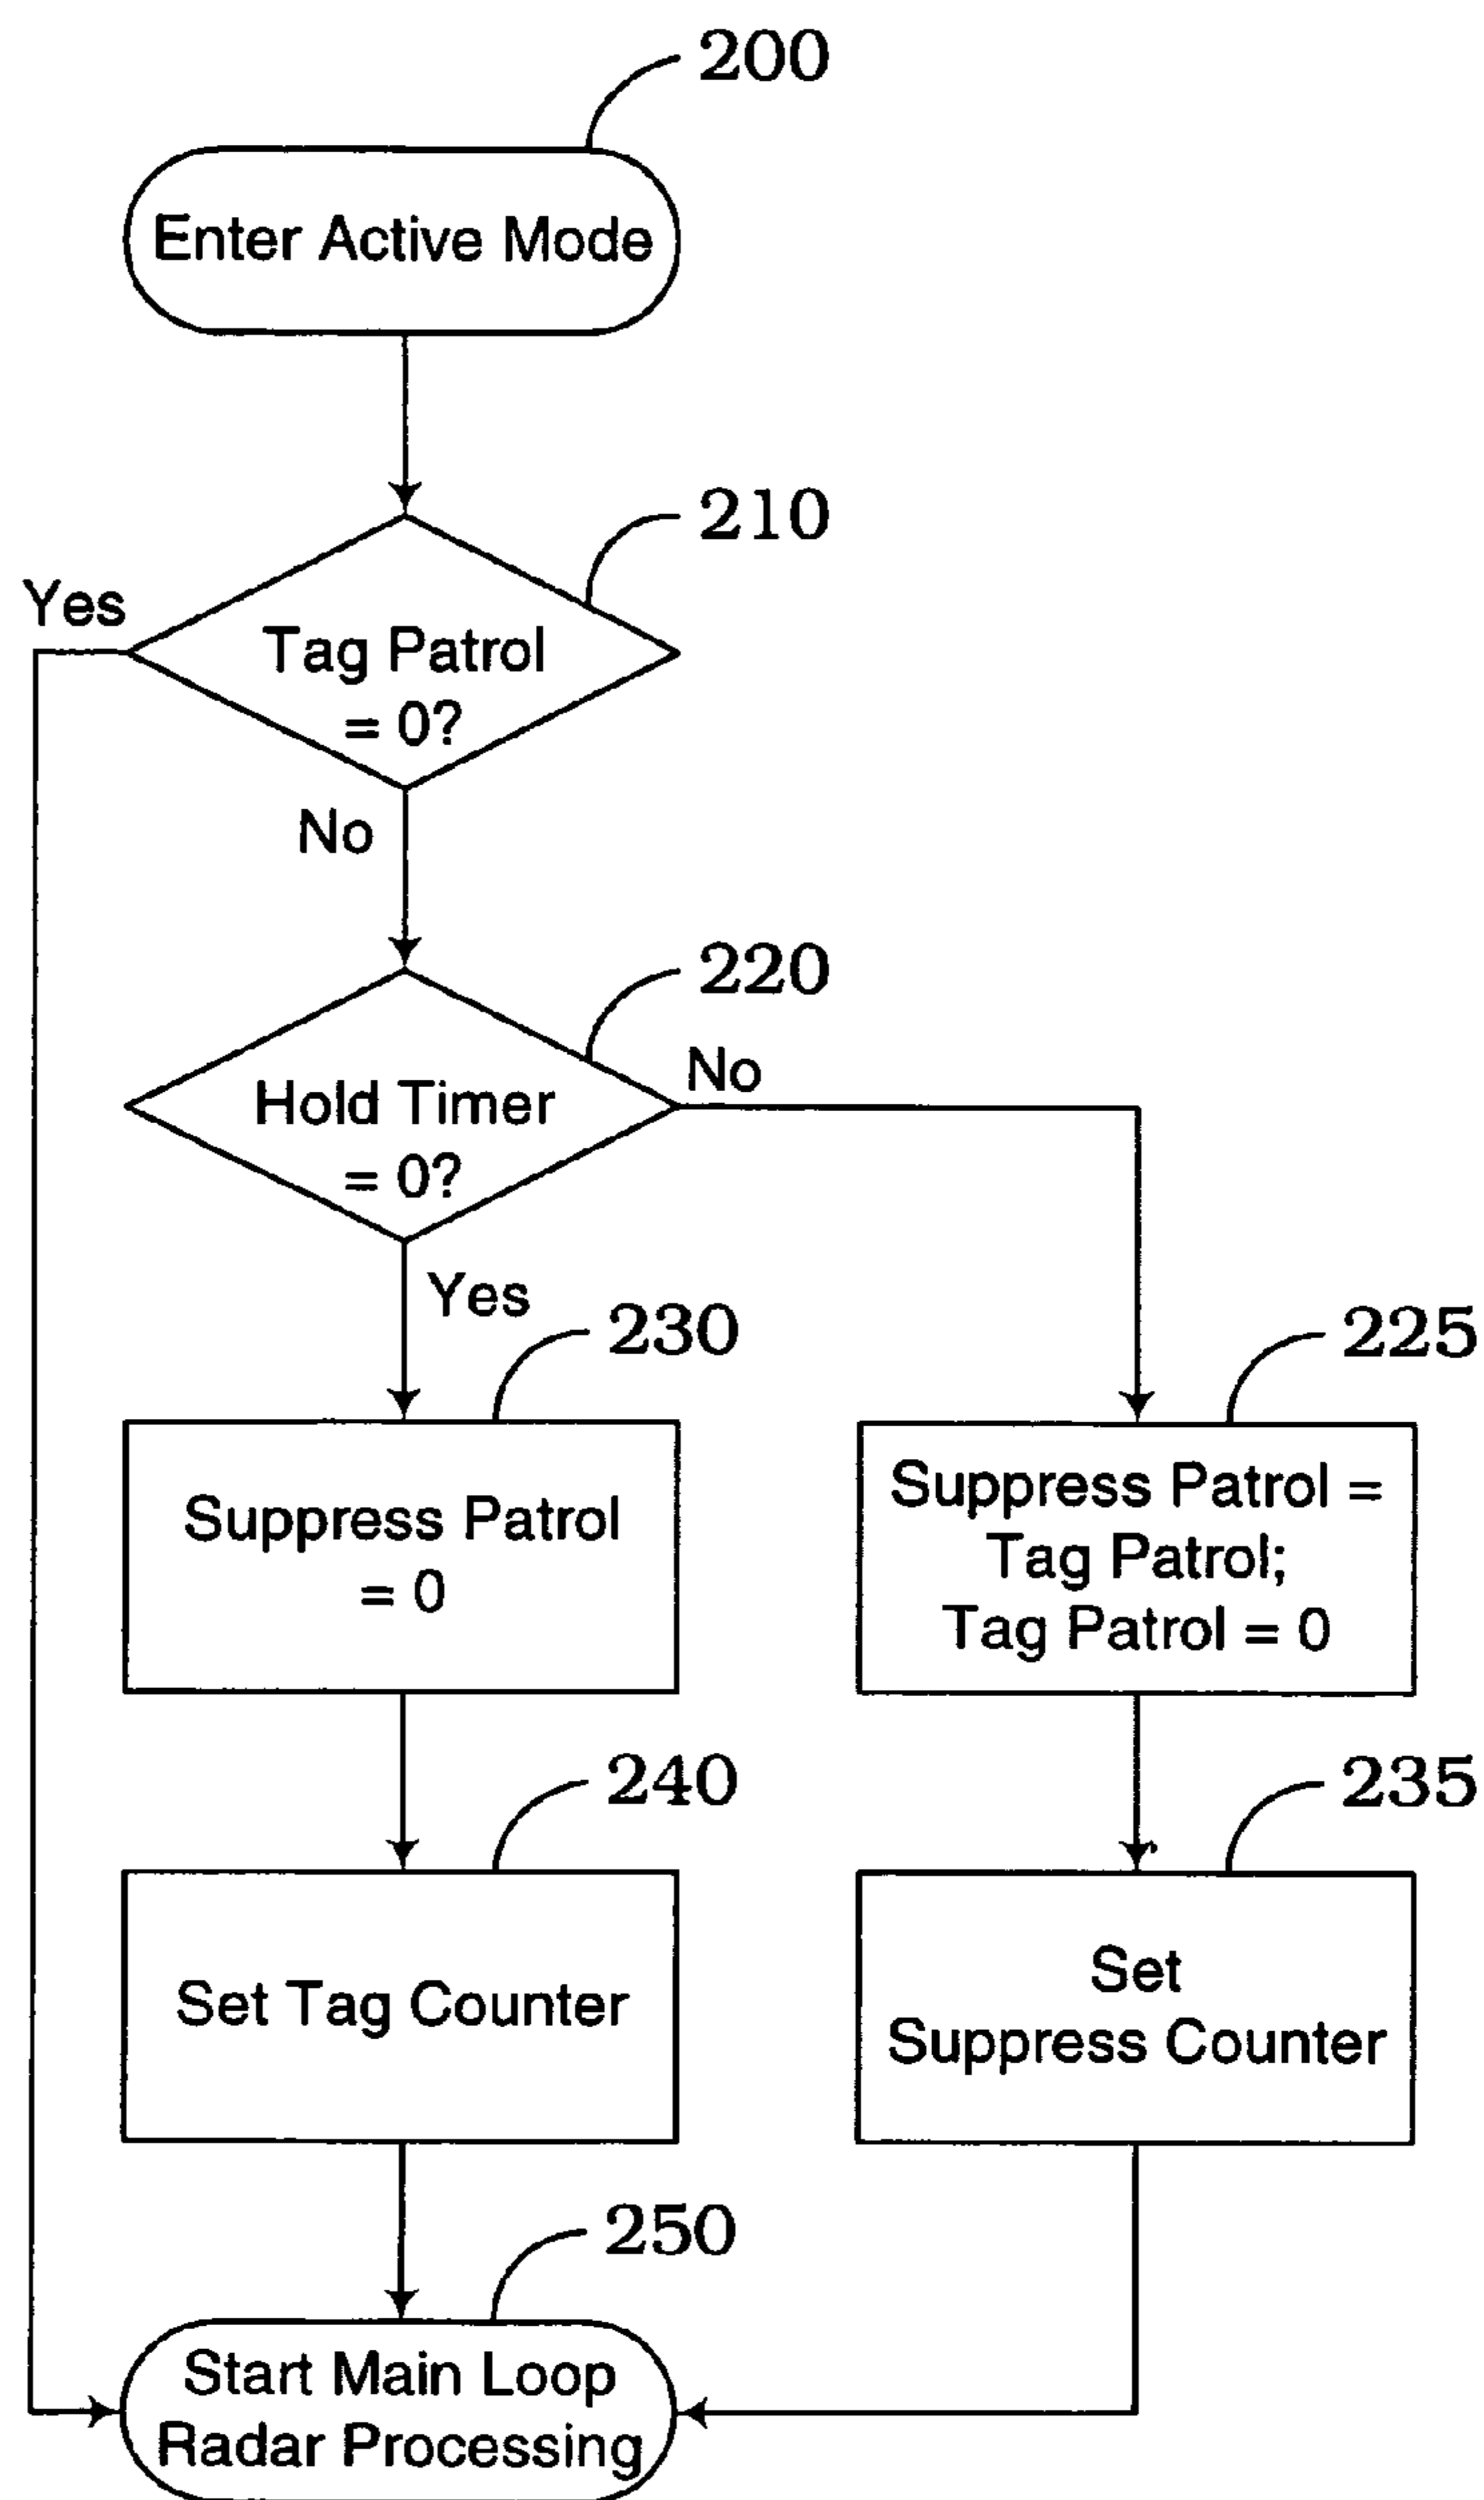 200
Enter Active Mode
210
Yes
Tag Patrol
= 0?
No
220
No
Hold Timer
= 0?
Yes
230
225
Suppress Patrol
= 0
Suppress Patrol =
Tag Patrol;
Tag Patrol = 0
240
235
Set Tag Counter
Set
Suppress Counter
250
Start Main Loop
Radar Processing